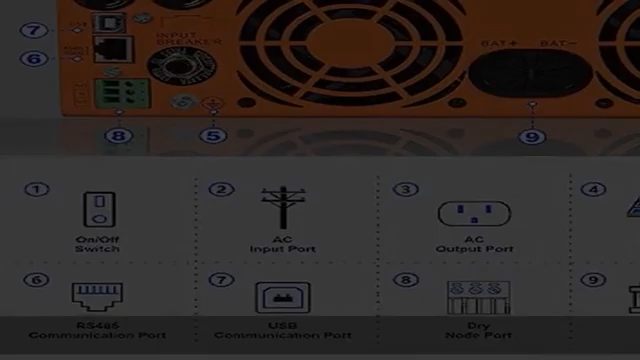 7
INPUT
BREAKER
BAT+ BAT-
6
8 5 9
1 2 3 4
On/Off
Switch
AC
Input Port
AC
Output Port
6 7 8 9
RS485
Communication Port
USB
Communication Port
Dry
Node Port